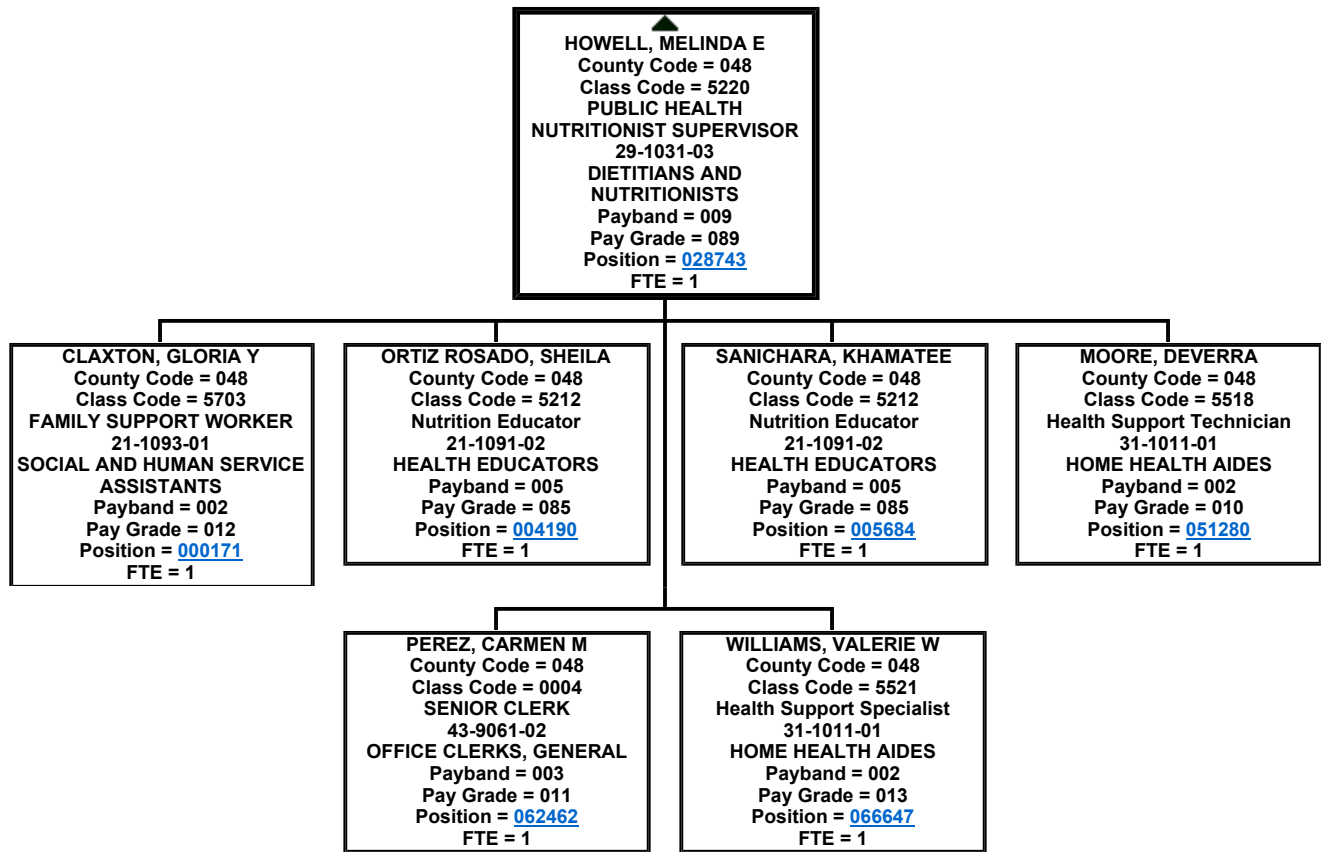 HOWELL, MELINDA E
County Code = 048
Class Code = 5220
PUBLIC HEALTH
NUTRITIONIST SUPERVISOR
29-1031-03
DIETITIANS AND
NUTRITIONISTS
Payband = 009
Pay Grade = 089
Position = 028743
FTE = 1
CLAXTON, GLORIA Y
County Code = 048
Class Code = 5703
FAMILY SUPPORT WORKER
21-1093-01
SOCIAL AND HUMAN SERVICE
ASSISTANTS
Payband = 002
Pay Grade = 012
Position = 000171
FTE = 1
ORTIZ ROSADO, SHEILA
County Code = 048
Class Code = 5212
Nutrition Educator
21-1091-02
HEALTH EDUCATORS
Payband = 005
Pay Grade = 085
Position = 004190
FTE = 1
SANICHARA, KHAMATEE
County Code = 048
Class Code = 5212
Nutrition Educator
21-1091-02
HEALTH EDUCATORS
Payband = 005
Pay Grade = 085
Position = 005684
FTE = 1
MOORE, DEVERRA
County Code = 048
Class Code = 5518
Health Support Technician
31-1011-01
HOME HEALTH AIDES
Payband = 002
Pay Grade = 010
Position = 051280
FTE = 1
PEREZ, CARMEN M
County Code = 048
Class Code = 0004
SENIOR CLERK
43-9061-02
OFFICE CLERKS, GENERAL
Payband = 003
Pay Grade = 011
Position = 062462
FTE = 1
WILLIAMS, VALERIE W
County Code = 048
Class Code = 5521
Health Support Specialist
31-1011-01
HOME HEALTH AIDES
Payband = 002
Pay Grade = 013
Position = 066647
FTE = 1